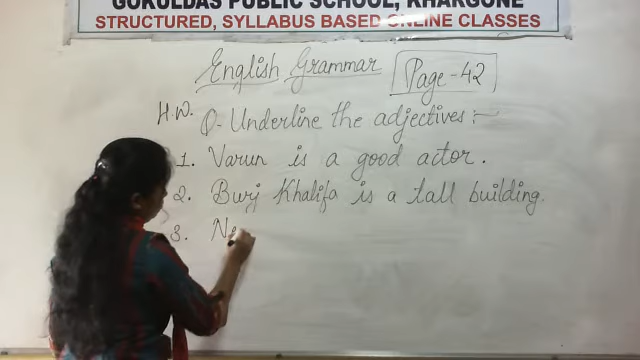 GOKULDAS PUBLIC SCHOOL, KHARGONE
STRUCTURED, SYLLABUS BASED ONLINE CLASSES
English Grammar
Page-42
H.W.
Q-Underline the adjectives :-
1. Varun is a good actor.
2. Burj Khalifa is a tall building.
3.